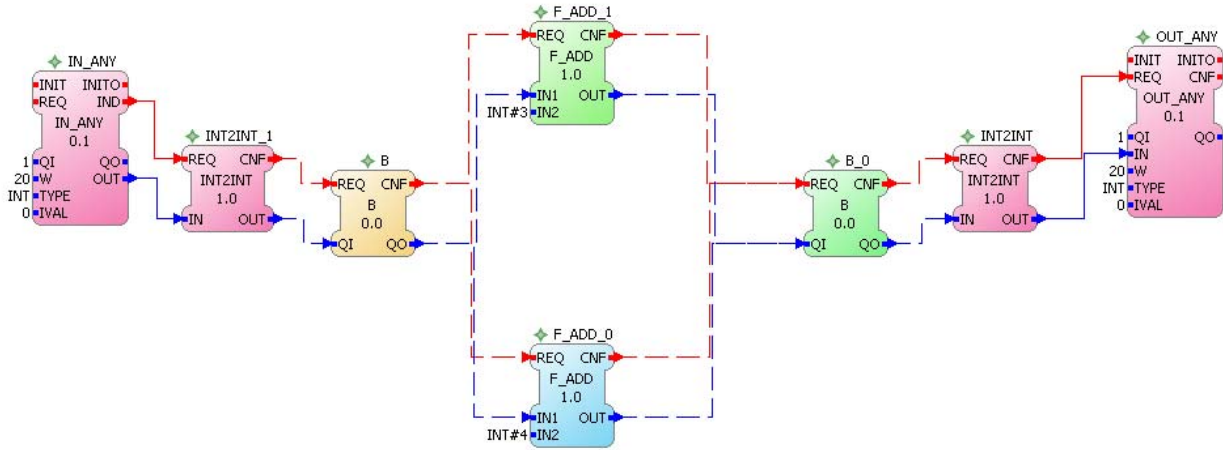 IN_ANY
INIT INITO
REQ IND
IN_ANY
0.1
1 QI QO
20 W OUT
INT TYPE
0 IVAL
INT2INT_1
REQ CNF
INT2INT
1.0
IN OUT
B
REQ CNF
B
0.0
QI QO
F_ADD_1
REQ CNF
F_ADD
1.0
IN1 OUT
INT#3 IN2
F_ADD_0
REQ CNF
F_ADD
1.0
IN1 OUT
INT#4 IN2
B_0
REQ CNF
B
0.0
QI QO
INT2INT
REQ CNF
INT2INT
1.0
IN OUT
OUT_ANY
INIT INITO
REQ CNF
OUT_ANY
0.1
1 QI QO
IN
20 W
INT TYPE
0 IVAL